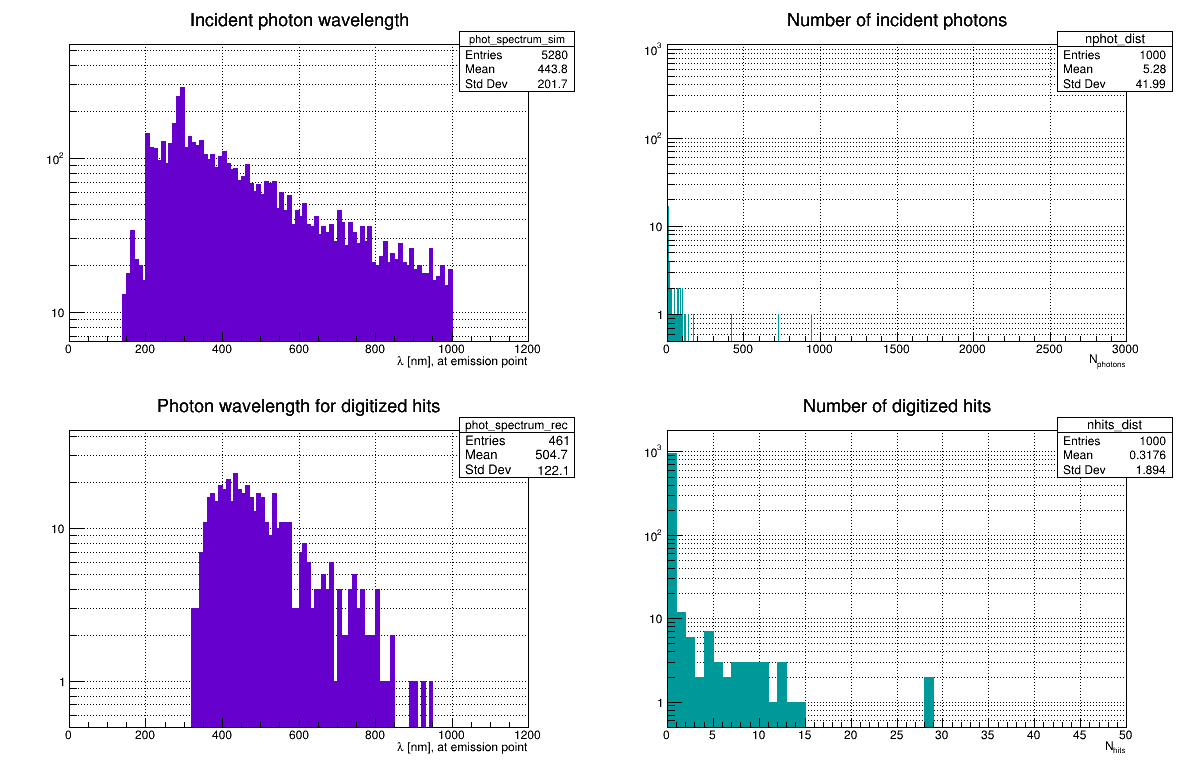 Incident photon wavelength
phot_spectrum_sim
Entries 5280
Mean 443.8
Std Dev 201.7
10²
10
0 200 400 600 800 1000 1200
λ [nm], at emission point
Number of incident photons
nphot_dist
Entries 1000
Mean 5.28
Std Dev 41.99
10³
10²
10
1
0 500 1000 1500 2000 2500 3000
N_photons
Photon wavelength for digitized hits
phot_spectrum_rec
Entries 461
Mean 504.7
Std Dev 122.1
10
1
0 200 400 600 800 1000 1200
λ [nm], at emission point
Number of digitized hits
nhits_dist
Entries 1000
Mean 0.3176
Std Dev 1.894
10³
10²
10
1
0 5 10 15 20 25 30 35 40 45 50
N_hits